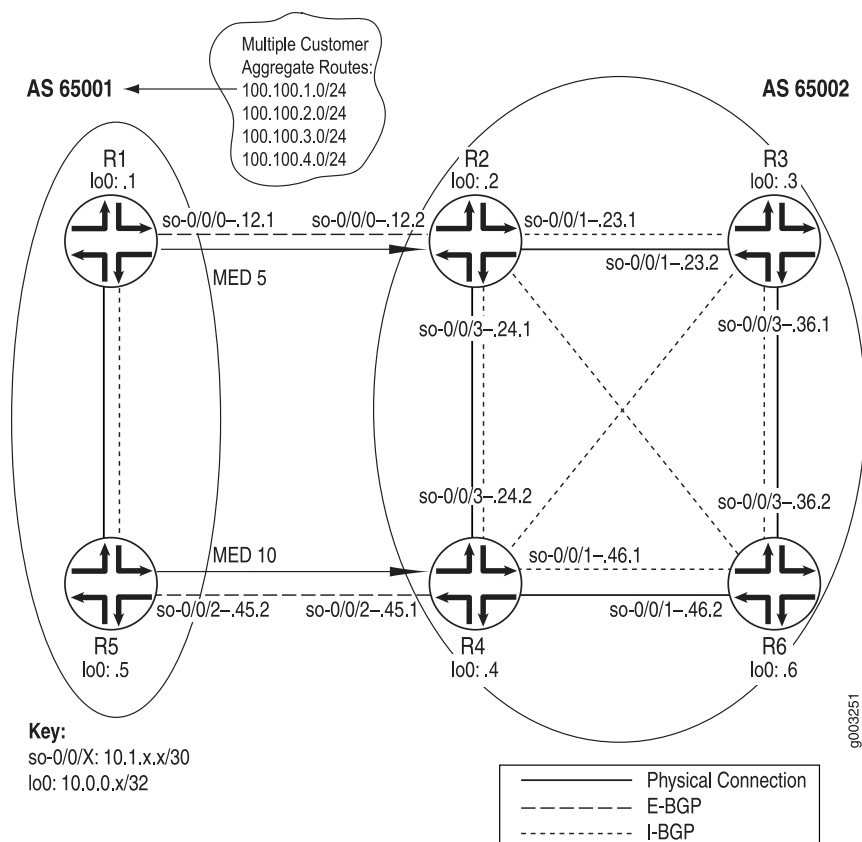 Multiple Customer
Aggregate Routes:
100.100.1.0/24
100.100.2.0/24
100.100.3.0/24
100.100.4.0/24
AS 65001
AS 65002
R1
lo0: .1
R2
lo0: .2
R3
lo0: .3
so-0/0/0–.12.1
so-0/0/0–.12.2
so-0/0/1–.23.1
so-0/0/1–.23.2
MED 5
so-0/0/3–.24.1
so-0/0/3–.36.1
so-0/0/3–.24.2
so-0/0/3–.36.2
MED 10
so-0/0/1–.46.1
so-0/0/2–.45.2
so-0/0/2–.45.1
so-0/0/1–.46.2
R5
lo0: .5
R4
lo0: .4
R6
lo0: .6
Key:
so-0/0/X: 10.1.x.x/30
lo0: 10.0.0.x/32
Physical Connection
E-BGP
I-BGP
g003251